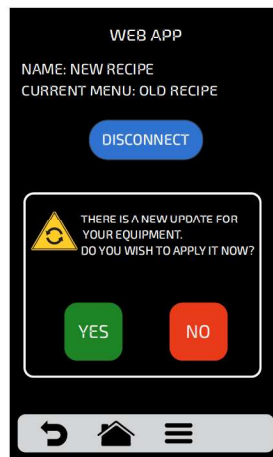 WEB APP
NAME: NEW RECIPE
CURRENT MENU: OLD RECIPE
DISCONNECT
THERE IS A NEW UPDATE FOR
YOUR EQUIPMENT.
DO YOU WISH TO APPLY IT NOW?
YES
NO